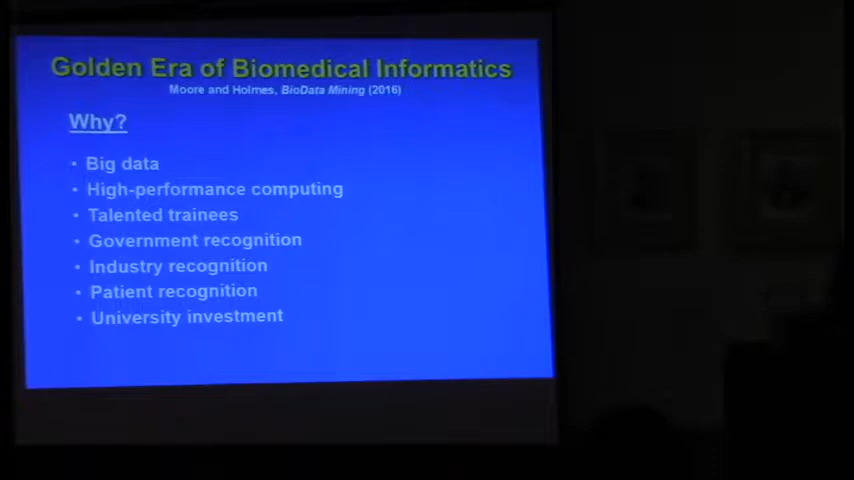 Golden Era of Biomedical Informatics
Moore and Holmes, BioData Mining (2016)
Why?
• Big data
• High-performance computing
• Talented trainees
• Government recognition
• Industry recognition
• Patient recognition
• University investment